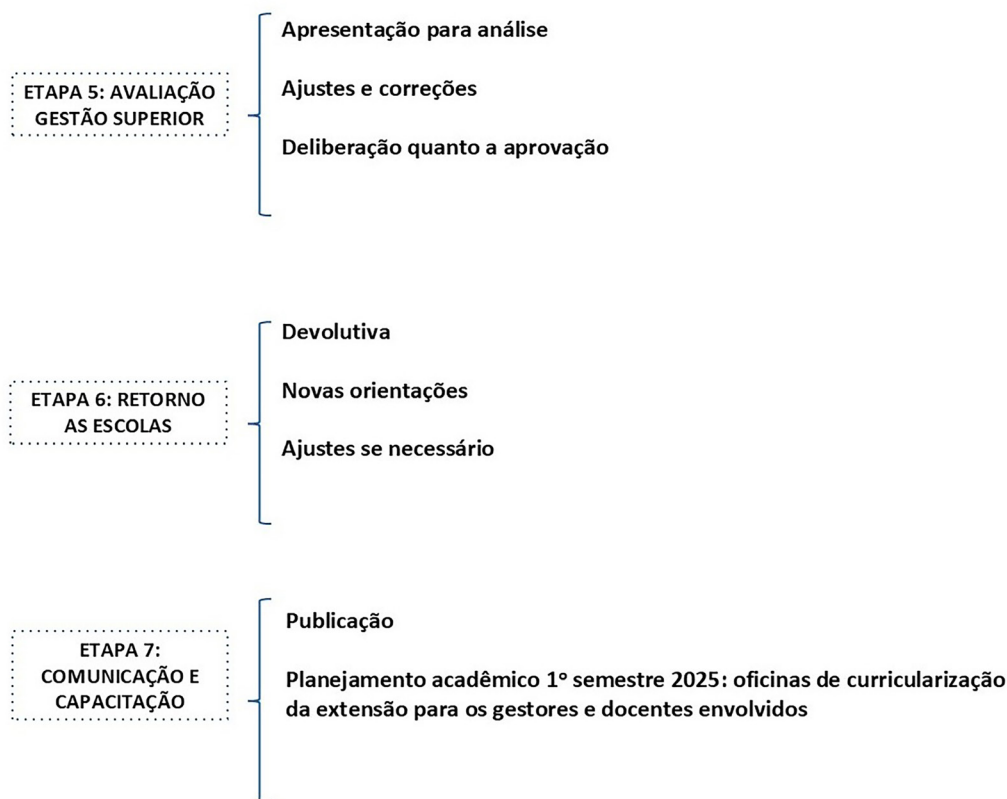 ETAPA 5: AVALIAÇÃO
GESTÃO SUPERIOR
Apresentação para análise
Ajustes e correções
Deliberação quanto a aprovação
ETAPA 6: RETORNO
AS ESCOLAS
Devolutiva
Novas orientações
Ajustes se necessário
ETAPA 7:
COMUNICAÇÃO E
CAPACITAÇÃO
Publicação
Planejamento acadêmico 1º semestre 2025: oficinas de curricularização
da extensão para os gestores e docentes envolvidos